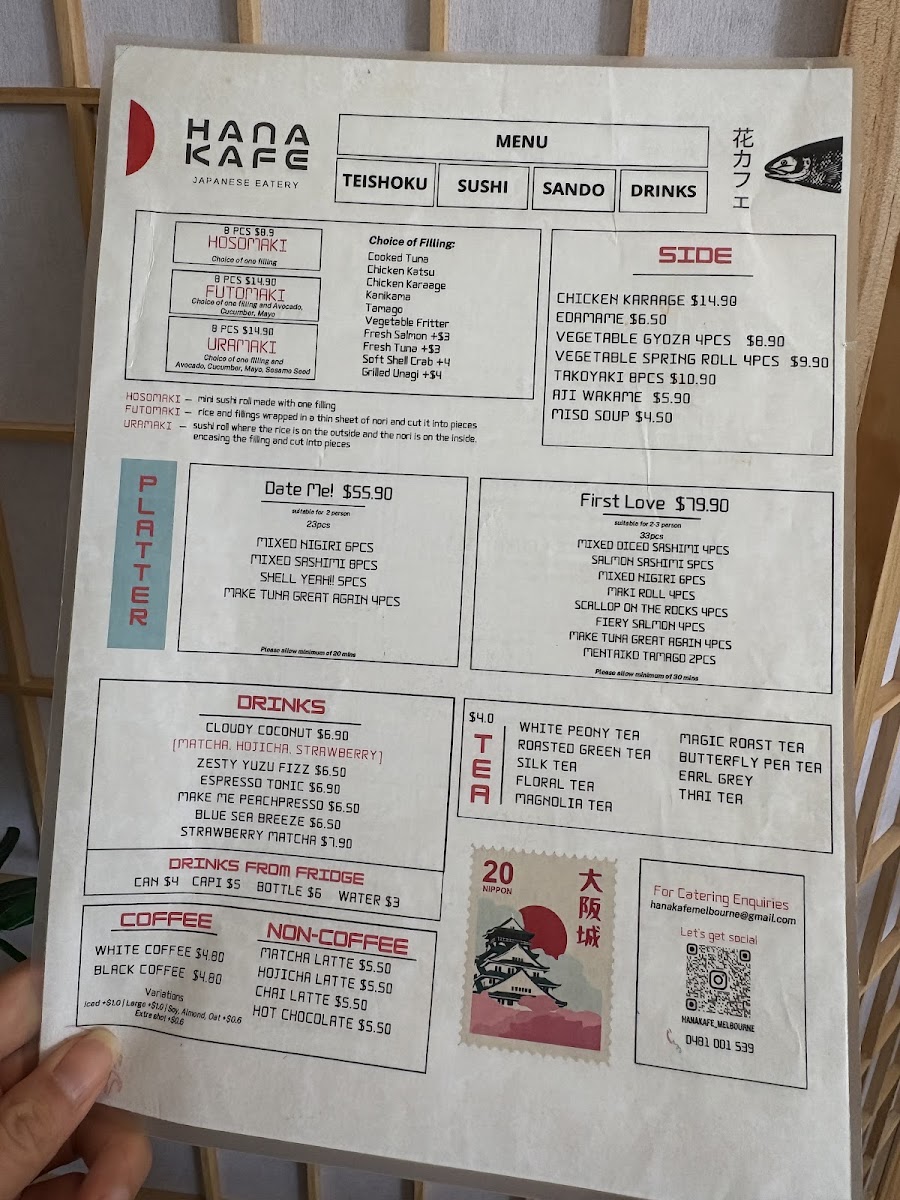 HANA
KAFE
JAPANESE EATERY
MENU
TEISHOKU
SUSHI
SANDO
DRINKS
花カフェ
8 PCS $8.9
HOSOMAKI
Choice of one filling
8 PCS $14.90
FUTOMAKI
Choice of one filling and Avocado,
Cucumber, Mayo
8 PCS $14.90
URAMAKI
Choice of one filling and
Avocado, Cucumber, Mayo, Sesame Seed
Choice of Filling:
Cooked Tuna
Chicken Katsu
Chicken Karaage
Kanikama
Tamago
Vegetable Fritter
Fresh Salmon +$3
Fresh Tuna +$3
Soft Shell Crab +4
Grilled Unagi +$4
SIDE
CHICKEN KARAAGE $14.90
EDAMAME $6.50
VEGETABLE GYOZA 4PCS $8.90
VEGETABLE SPRING ROLL 4PCS $9.90
TAKOYAKI 8PCS $10.90
AJI WAKAME $5.90
MISO SOUP $4.50
HOSOMAKI – mini sushi roll made with one filling
FUTOMAKI – rice and fillings wrapped in a thin sheet of nori and cut it into pieces
URAMAKI – sushi roll where the rice is on the outside and the nori is on the inside,
encasing the filling and cut into pieces
PLATTER
Date Me! $55.90
suitable for 2 person
23pcs
MIXED NIGIRI 6PCS
MIXED SASHIMI 8PCS
SHELL YEAH!! 5PCS
MAKE TUNA GREAT AGAIN 4PCS
Please allow minimum of 20 mins
First Love $79.90
suitable for 2-3 person
33pcs
MIXED DICED SASHIMI 4PCS
SALMON SASHIMI 5PCS
MIXED NIGIRI 6PCS
MAKI ROLL 4PCS
SCALLOP ON THE ROCKS 4PCS
FIERY SALMON 4PCS
MAKE TUNA GREAT AGAIN 4PCS
MENTAIKO TAMAGO 2PCS
Please allow minimum of 30 mins
DRINKS
CLOUDY COCONUT $6.90
[MATCHA, HOJICHA, STRAWBERRY]
ZESTY YUZU FIZZ $6.50
ESPRESSO TONIC $6.90
MAKE ME PEACHPRESSO $6.50
BLUE SEA BREEZE $6.50
STRAWBERRY MATCHA $7.90
DRINKS FROM FRIDGE
CAN $4 CAPI $5 BOTTLE $6 WATER $3
$4.0
TEA
WHITE PEONY TEA
ROASTED GREEN TEA
SILK TEA
FLORAL TEA
MAGNOLIA TEA
MAGIC ROAST TEA
BUTTERFLY PEA TEA
EARL GREY
THAI TEA
COFFEE
WHITE COFFEE $4.80
BLACK COFFEE $4.80
Variations
Iced +$1.0 | Large +$1.0 | Soy, Almond, Oat +$0.6
Extra shot +$0.6
NON-COFFEE
MATCHA LATTE $5.50
HOJICHA LATTE $5.50
CHAI LATTE $5.50
HOT CHOCOLATE $5.50
20
NIPPON
大阪城
For Catering Enquiries
hanakafemelbourne@gmail.com
Let's get social
HANAKAFE_MELBOURNE
0481 001 539